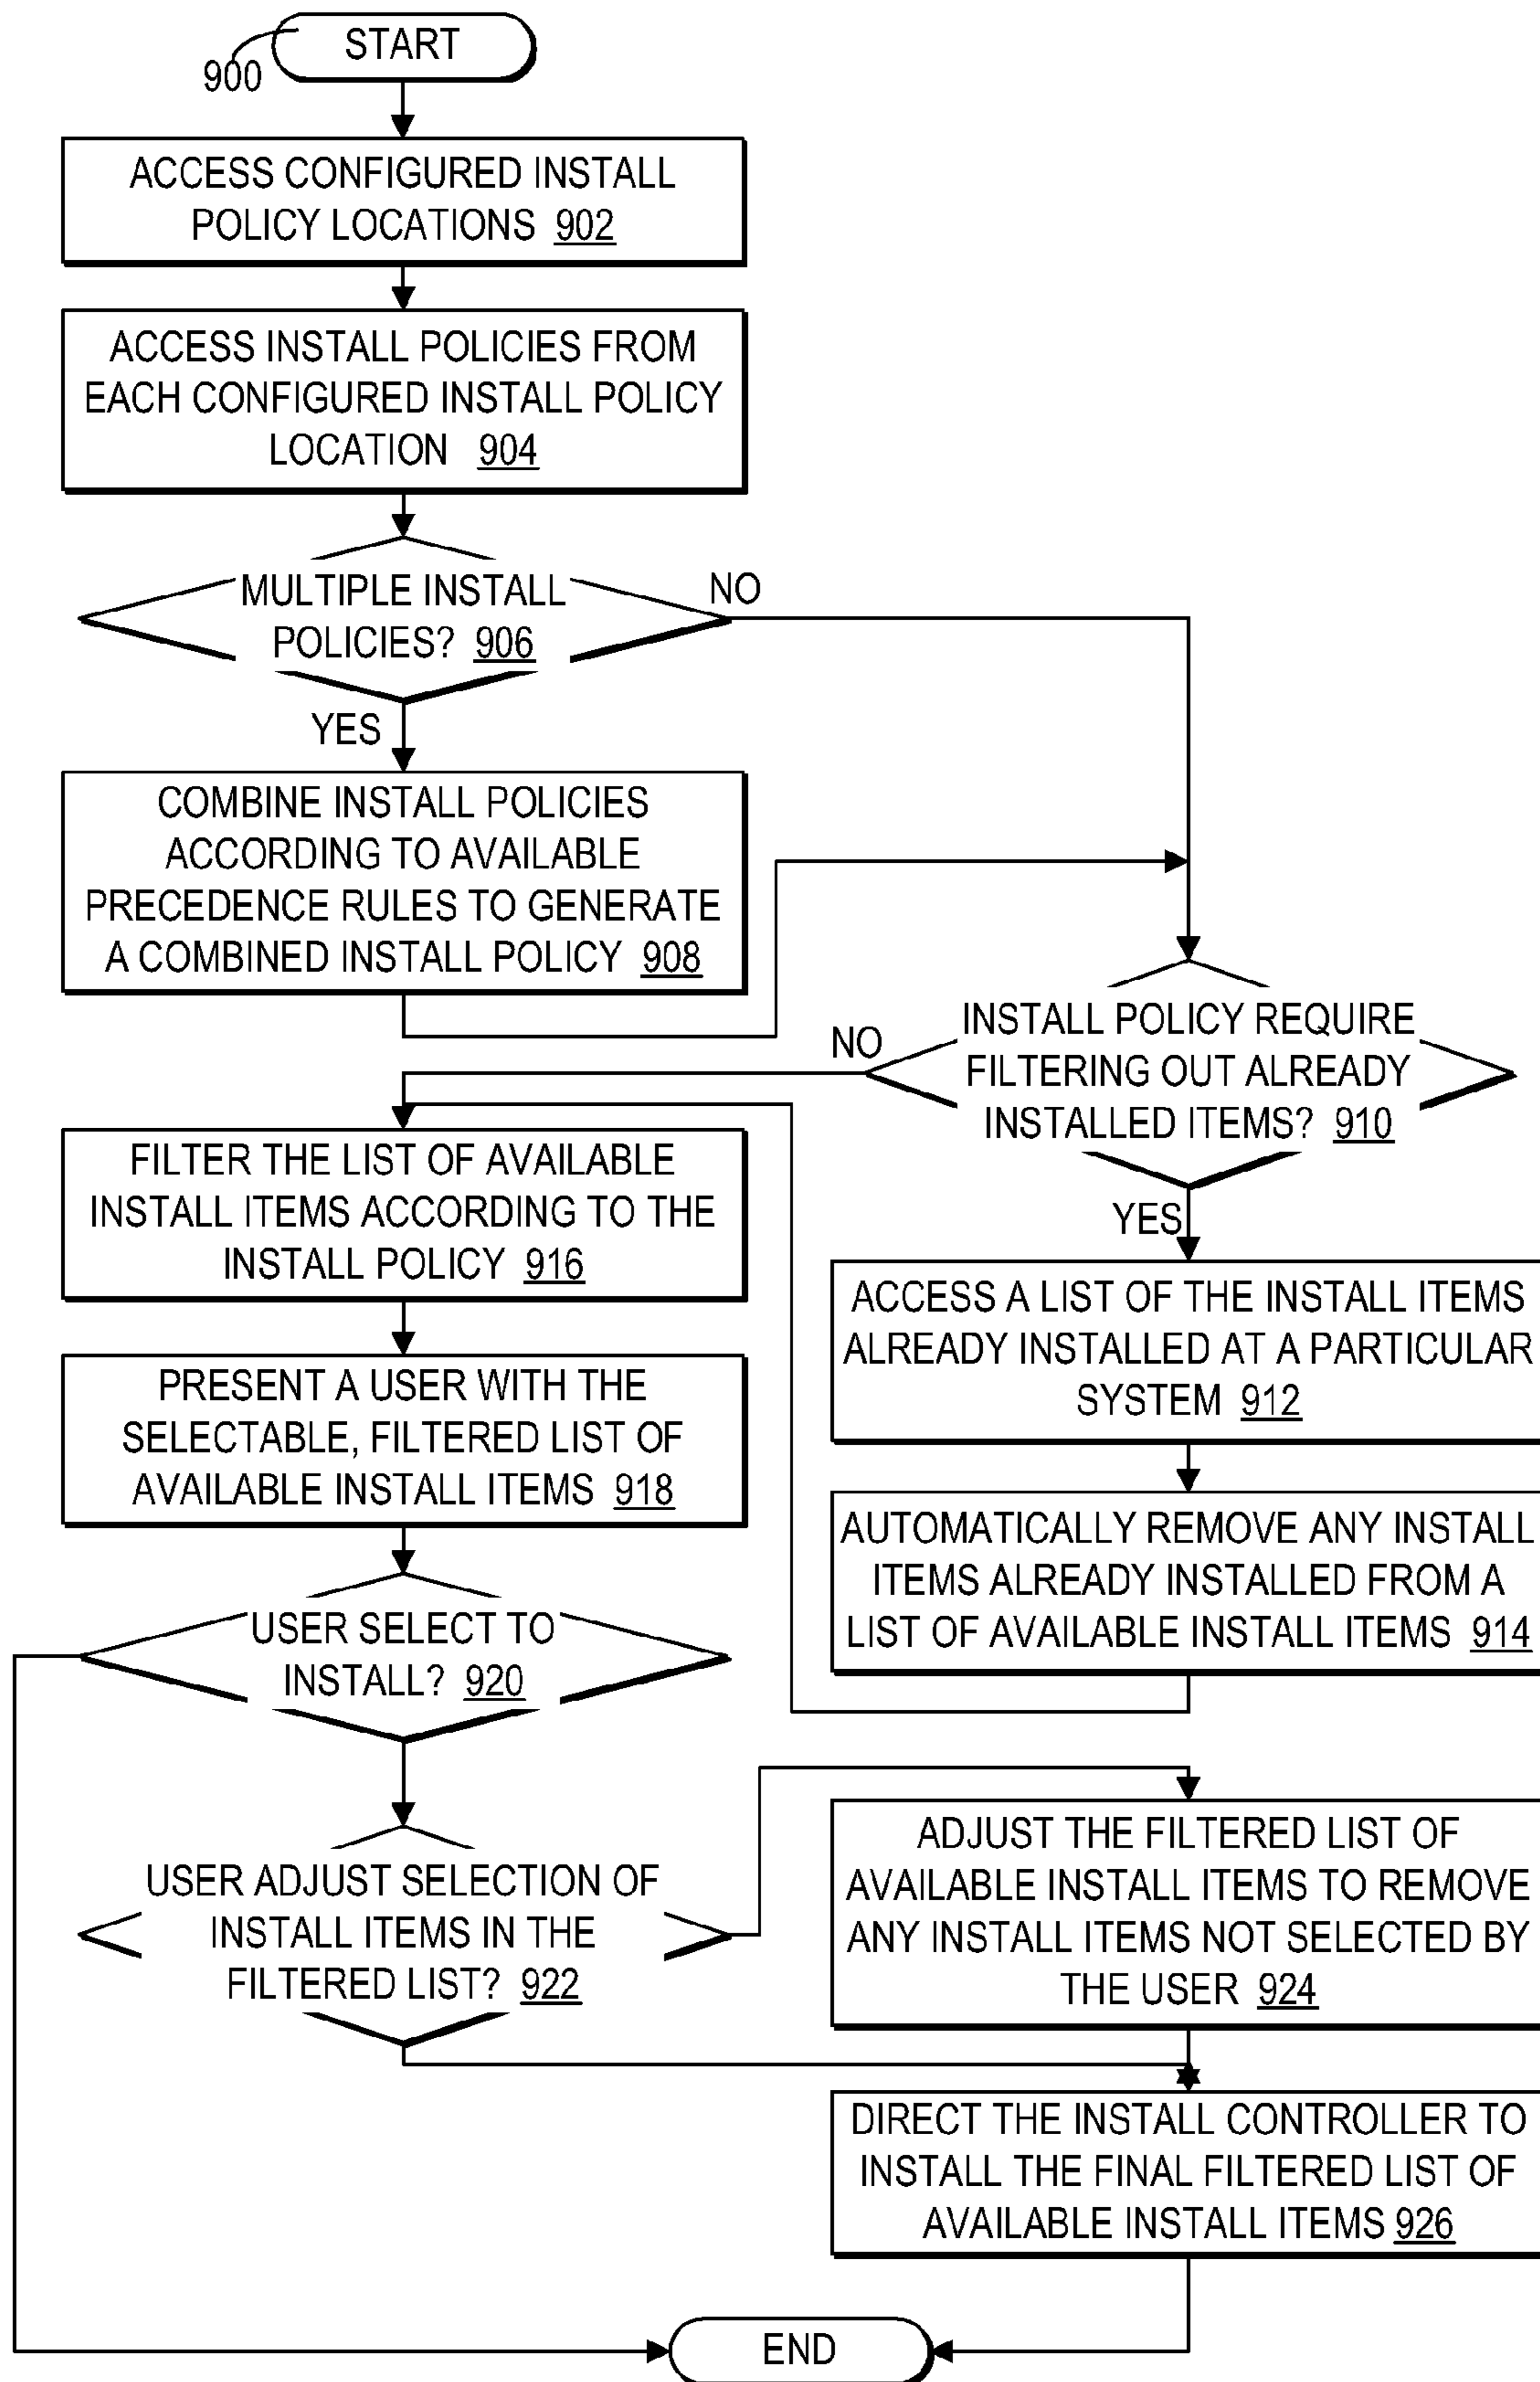 START
900
ACCESS CONFIGURED INSTALL
POLICY LOCATIONS 902
ACCESS INSTALL POLICIES FROM
EACH CONFIGURED INSTALL POLICY
LOCATION 904
MULTIPLE INSTALL
POLICIES? 906
NO
YES
COMBINE INSTALL POLICIES
ACCORDING TO AVAILABLE
PRECEDENCE RULES TO GENERATE
A COMBINED INSTALL POLICY 908
INSTALL POLICY REQUIRE
FILTERING OUT ALREADY
INSTALLED ITEMS? 910
NO
YES
ACCESS A LIST OF THE INSTALL ITEMS
ALREADY INSTALLED AT A PARTICULAR
SYSTEM 912
AUTOMATICALLY REMOVE ANY INSTALL
ITEMS ALREADY INSTALLED FROM A
LIST OF AVAILABLE INSTALL ITEMS 914
FILTER THE LIST OF AVAILABLE
INSTALL ITEMS ACCORDING TO THE
INSTALL POLICY 916
PRESENT A USER WITH THE
SELECTABLE, FILTERED LIST OF
AVAILABLE INSTALL ITEMS 918
USER SELECT TO
INSTALL? 920
USER ADJUST SELECTION OF
INSTALL ITEMS IN THE
FILTERED LIST? 922
ADJUST THE FILTERED LIST OF
AVAILABLE INSTALL ITEMS TO REMOVE
ANY INSTALL ITEMS NOT SELECTED BY
THE USER 924
DIRECT THE INSTALL CONTROLLER TO
INSTALL THE FINAL FILTERED LIST OF
AVAILABLE INSTALL ITEMS 926
END